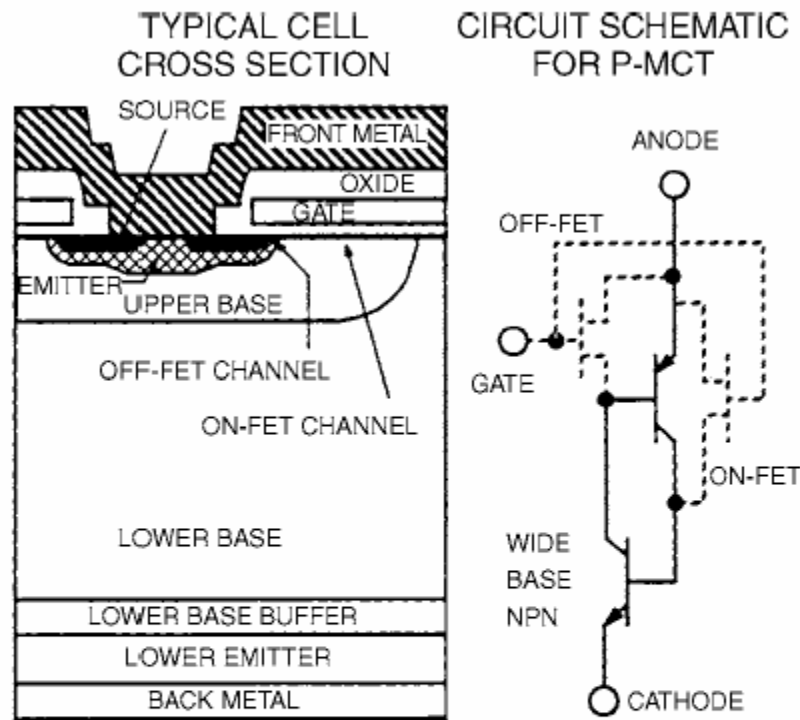 TYPICAL CELL
CROSS SECTION
SOURCE
FRONT METAL
OXIDE
GATE
EMITTER
UPPER BASE
OFF-FET CHANNEL
ON-FET CHANNEL
LOWER BASE
LOWER BASE BUFFER
LOWER EMITTER
BACK METAL
CIRCUIT SCHEMATIC
FOR P-MCT
ANODE
OFF-FET
GATE
ON-FET
WIDE
BASE
NPN
CATHODE